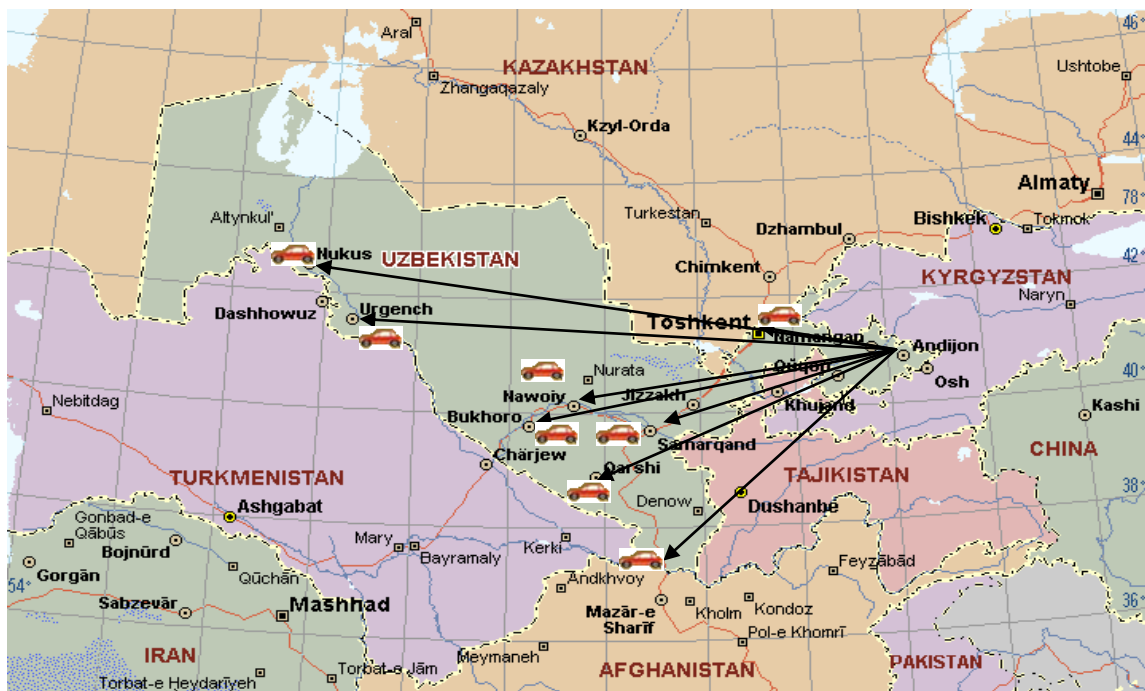 46°
Aral
KAZAKHSTAN
Ushtobe
Zhangaqazaly
Kzyl-Orda
44°
Almaty
78
Turkestan
Altynkul'
Dzhambul
Bishkek
Tokmok
Nukus
UZBEKISTAN
42°
Chimkent
KYRGYZSTAN
Naryn
Dashhowuz
Urgench
Toshkent
Namangan
Andijon
Qŭqon
Osh
40°
Nurata
Nebitdag
Nawoiy
Jizzakh
Khujand
Kashi
Bukhoro
Samarqand
CHINA
Chärjew
Qarshi
TURKMENISTAN
TAJIKISTAN
38°
Denow
Ashgabat
Dushanbe
Gonbad-e
Qābūs
Bojnūrd
Mary
Bayramaly
Kerki
Gorgān
Qūchān
Feyzābād
54°
Andkhvoy
Sabzevār
Mashhad
Mazār-e
Sharīf
Kholm
Kondoz
36°
Pol-e Khomrī
IRAN
Meymaneh
Torbat-e Jām
AFGHANISTAN
PAKISTAN
Torbat-e Heydarīyeh